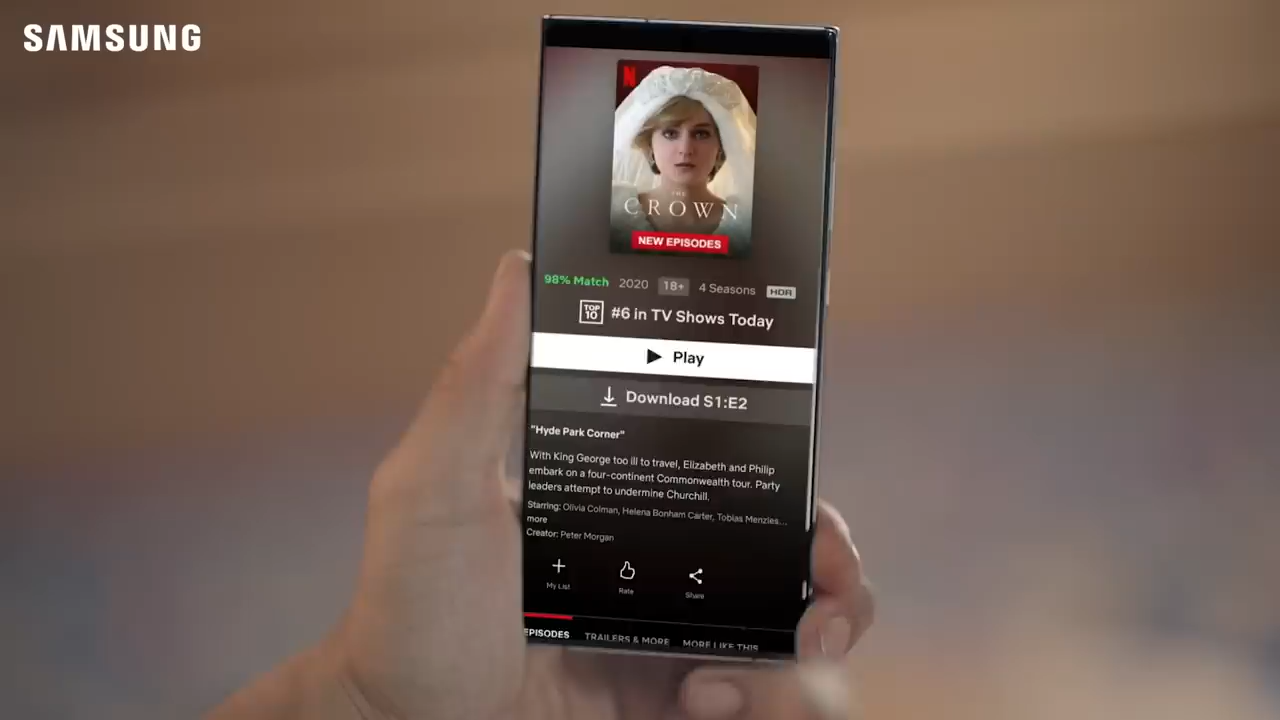 SAMSUNG
N
THE
CROWN
NEW EPISODES
98% Match 2020 18+ 4 Seasons HDR
TOP
10
#6 in TV Shows Today
Play
Download S1:E2
"Hyde Park Corner"
With King George too ill to travel, Elizabeth and Philip
embark on a four-continent Commonwealth tour. Party
leaders attempt to undermine Churchill.
Starring: Olivia Colman, Helena Bonham Carter, Tobias Menzies...
more
Creator: Peter Morgan
My List Rate Share
EPISODES TRAILERS & MORE MORE LIKE THIS